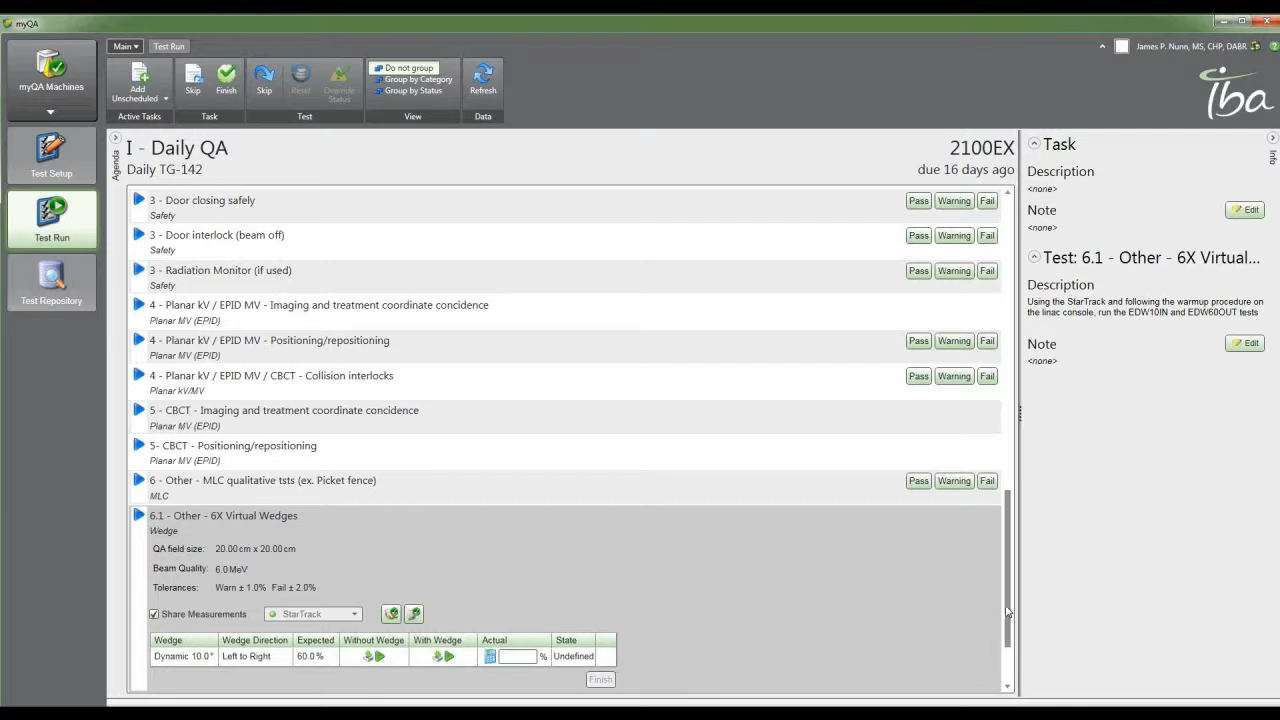 myQA
Main
Test Run
James P. Nunn, MS, CHP, DABR
myQA Machines
Add Unscheduled
Skip
Finish
Skip
Reset
Override Status
Do not group
Group by Category
Group by Status
Refresh
Active Tasks
Task
Test
View
Data
iba
Test Setup
Test Run
Test Repository
Agenda
I - Daily QA
2100EX
Daily TG-142
due 16 days ago
3 - Door closing safely
Pass Warning Fail
Safety
3 - Door interlock (beam off)
Pass Warning Fail
Safety
3 - Radiation Monitor (if used)
Pass Warning Fail
Safety
4 - Planar kV / EPID MV - Imaging and treatment coordinate concidence
Planar MV (EPID)
4 - Planar kV / EPID MV - Positioning/repositioning
Pass Warning Fail
Planar MV (EPID)
4 - Planar kV / EPID MV / CBCT - Collision interlocks
Pass Warning Fail
Planar kV/MV
5 - CBCT - Imaging and treatment coordinate concidence
Planar MV (EPID)
5- CBCT - Positioning/repositioning
Planar MV (EPID)
6 - Other - MLC qualitative tsts (ex. Picket fence)
Pass Warning Fail
MLC
6.1 - Other - 6X Virtual Wedges
Wedge
QA field size: 20.00 cm x 20.00 cm
Beam Quality: 6.0 MeV
Tolerances: Warn ± 1.0% Fail ± 2.0%
Share Measurements
StarTrack
Wedge Wedge Direction Expected Without Wedge With Wedge Actual State
Dynamic 10.0° Left to Right 60.0 % % Undefined
Finish
Info
Task
Description
<none>
Note
Edit
<none>
Test: 6.1 - Other - 6X Virtual...
Description
Using the StarTrack and following the warmup procedure on
the linac console, run the EDW10IN and EDW60OUT tests
Note
Edit
<none>